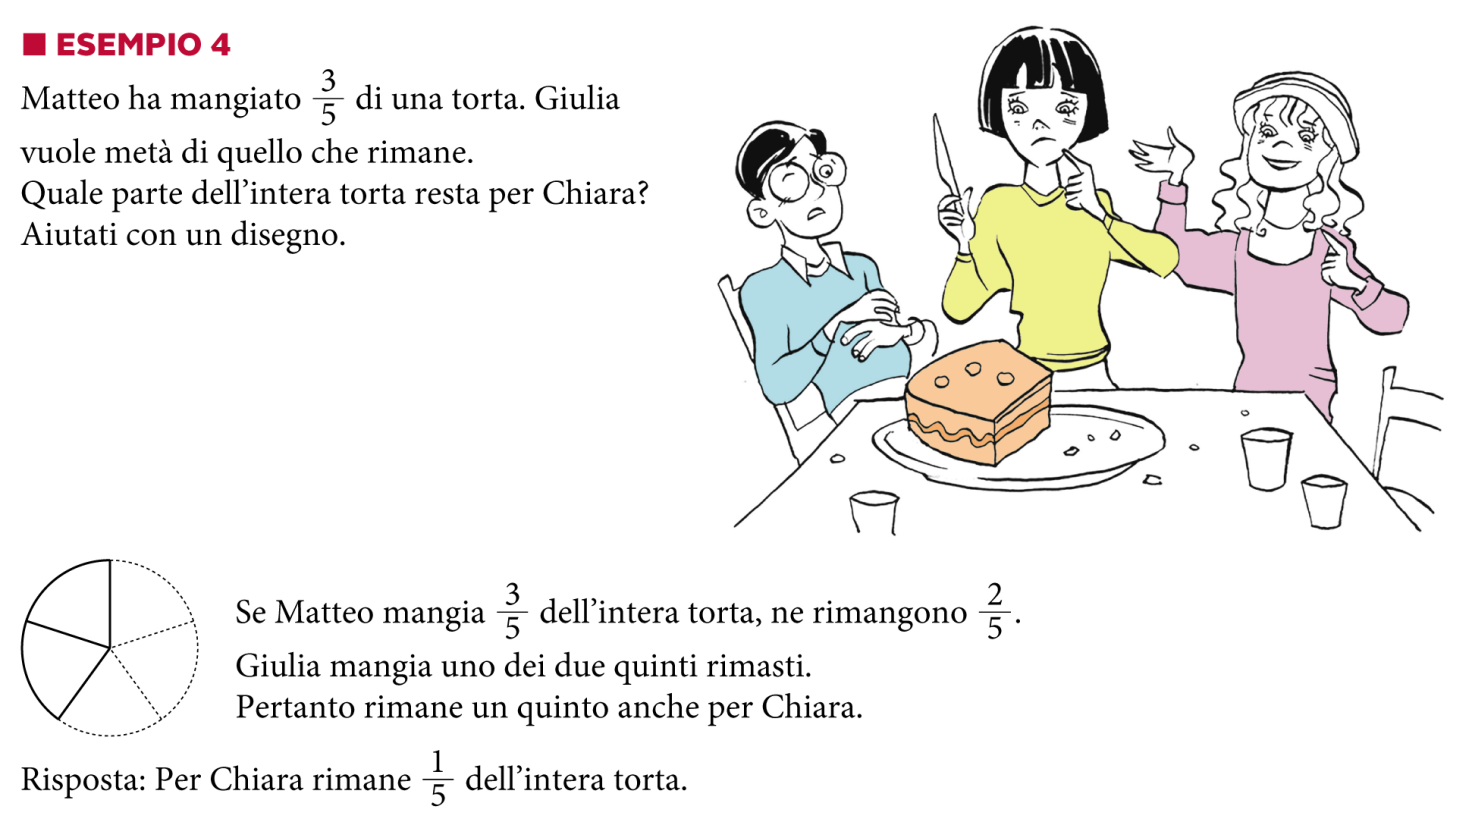 ■ ESEMPIO 4
Matteo ha mangiato 3/5 di una torta. Giulia
vuole metà di quello che rimane.
Quale parte dell’intera torta resta per Chiara?
Aiutati con un disegno.
Se Matteo mangia 3/5 dell’intera torta, ne rimangono 2/5.
Giulia mangia uno dei due quinti rimasti.
Pertanto rimane un quinto anche per Chiara.
Risposta: Per Chiara rimane 1/5 dell’intera torta.